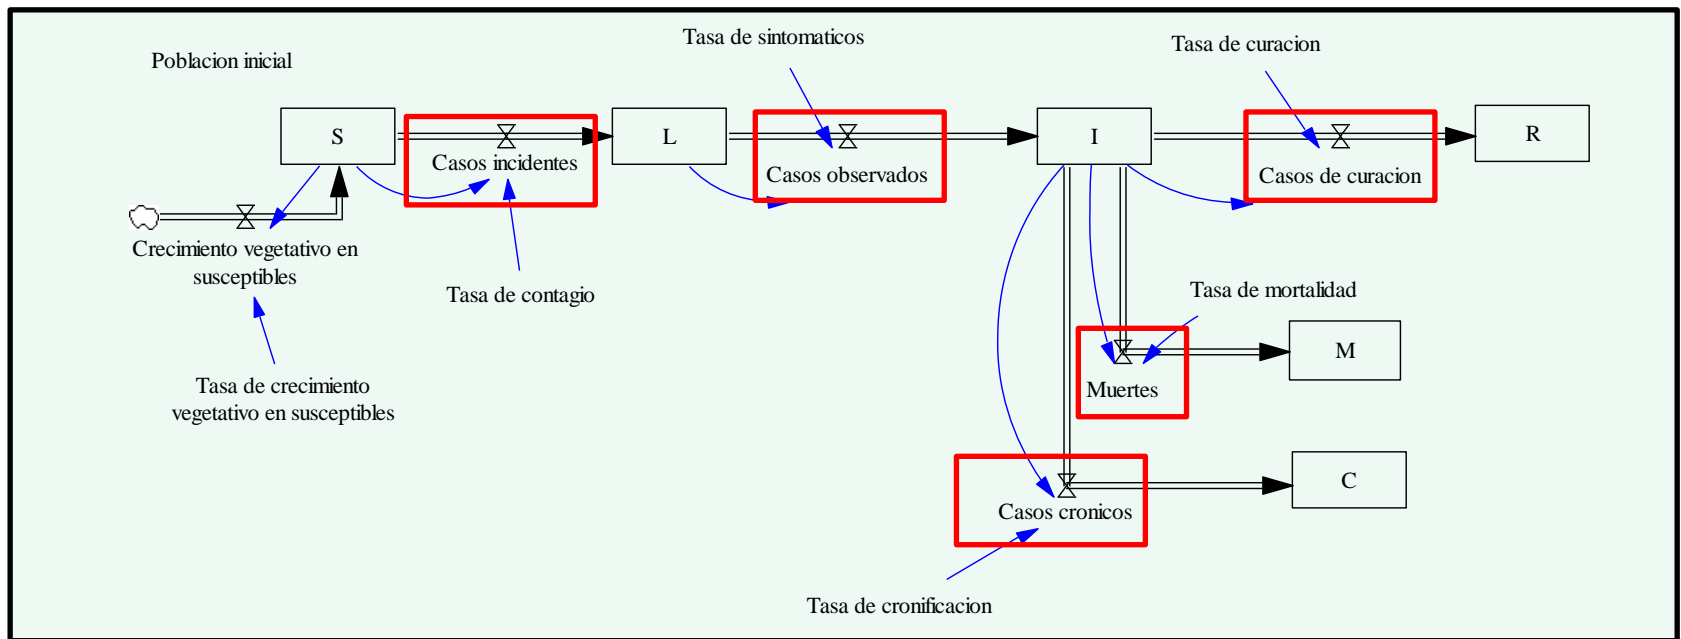 Poblacion inicial
Tasa de sintomaticos
Tasa de curacion
S
Casos incidentes
L
Casos observados
I
Casos de curacion
R
Crecimiento vegetativo en
susceptibles
Tasa de contagio
Tasa de mortalidad
Tasa de crecimiento
vegetativo en susceptibles
Muertes
M
Casos cronicos
C
Tasa de cronificacion